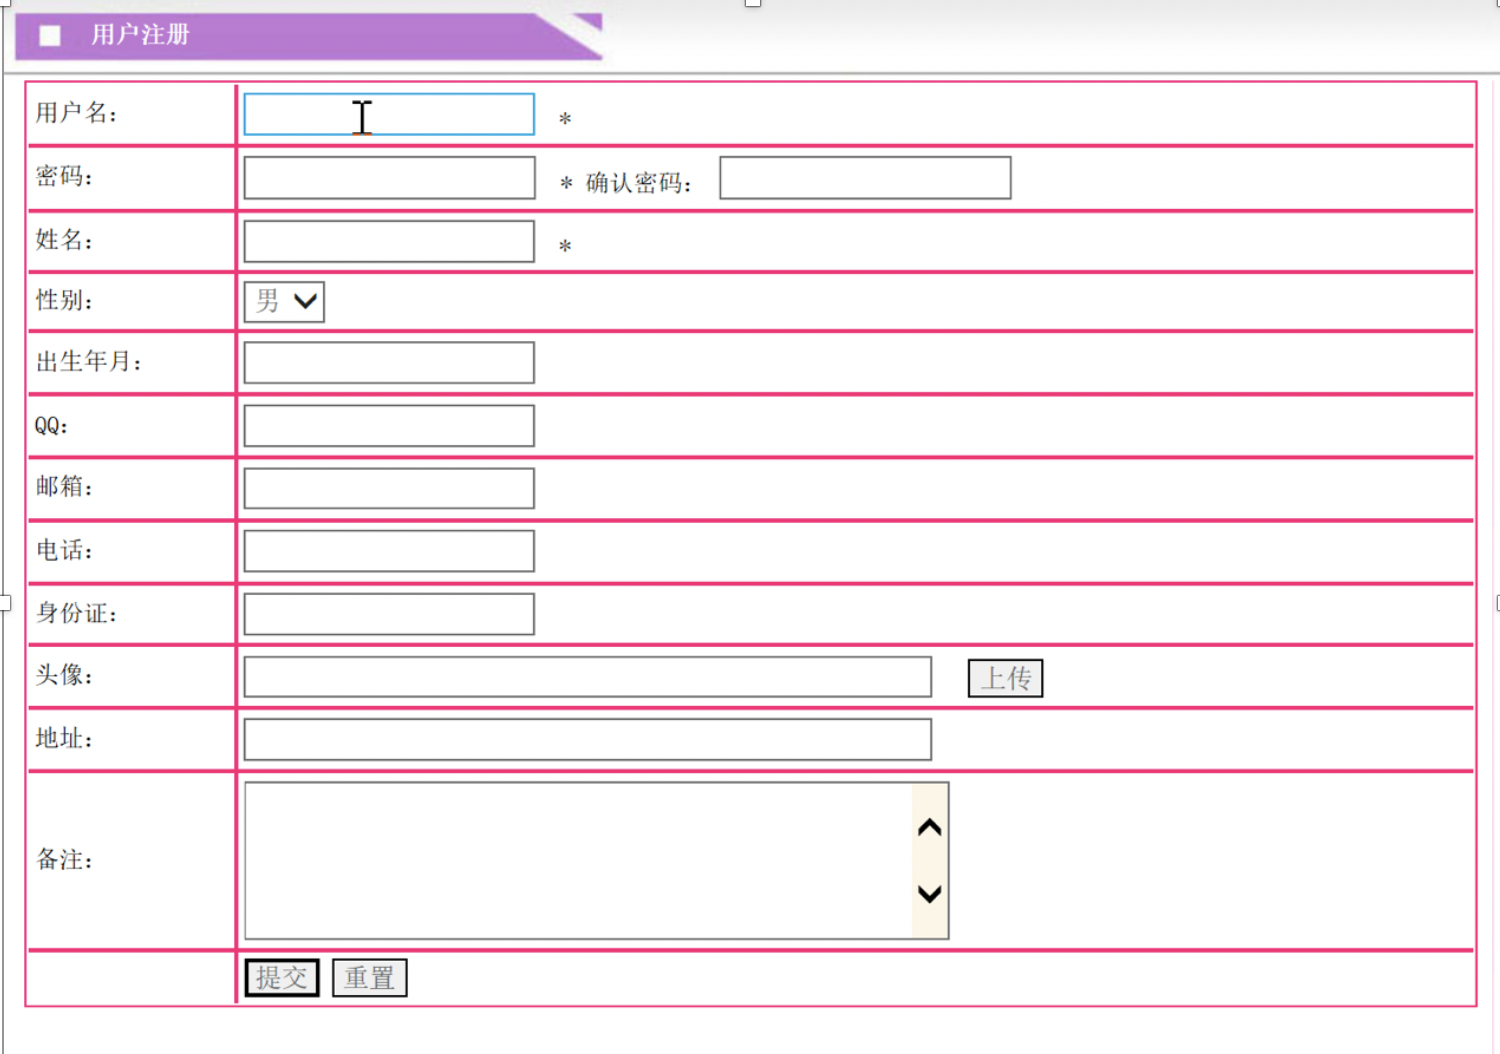 用户注册
用户名： *
密码： * 确认密码：
姓名： *
性别： 男
出生年月：
QQ：
邮箱：
电话：
身份证：
头像： 上传
地址：
备注：
提交 重置